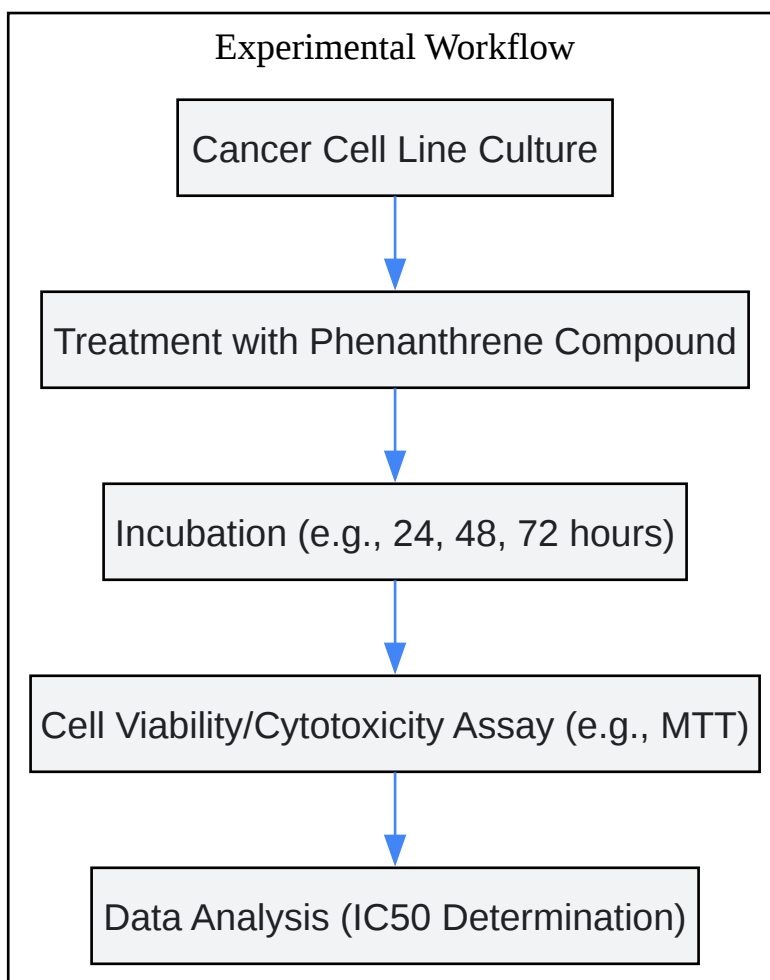 Experimental Workflow
Cancer Cell Line Culture
Treatment with Phenanthrene Compound
Incubation (e.g., 24, 48, 72 hours)
Cell Viability/Cytotoxicity Assay (e.g., MTT)
Data Analysis (IC50 Determination)